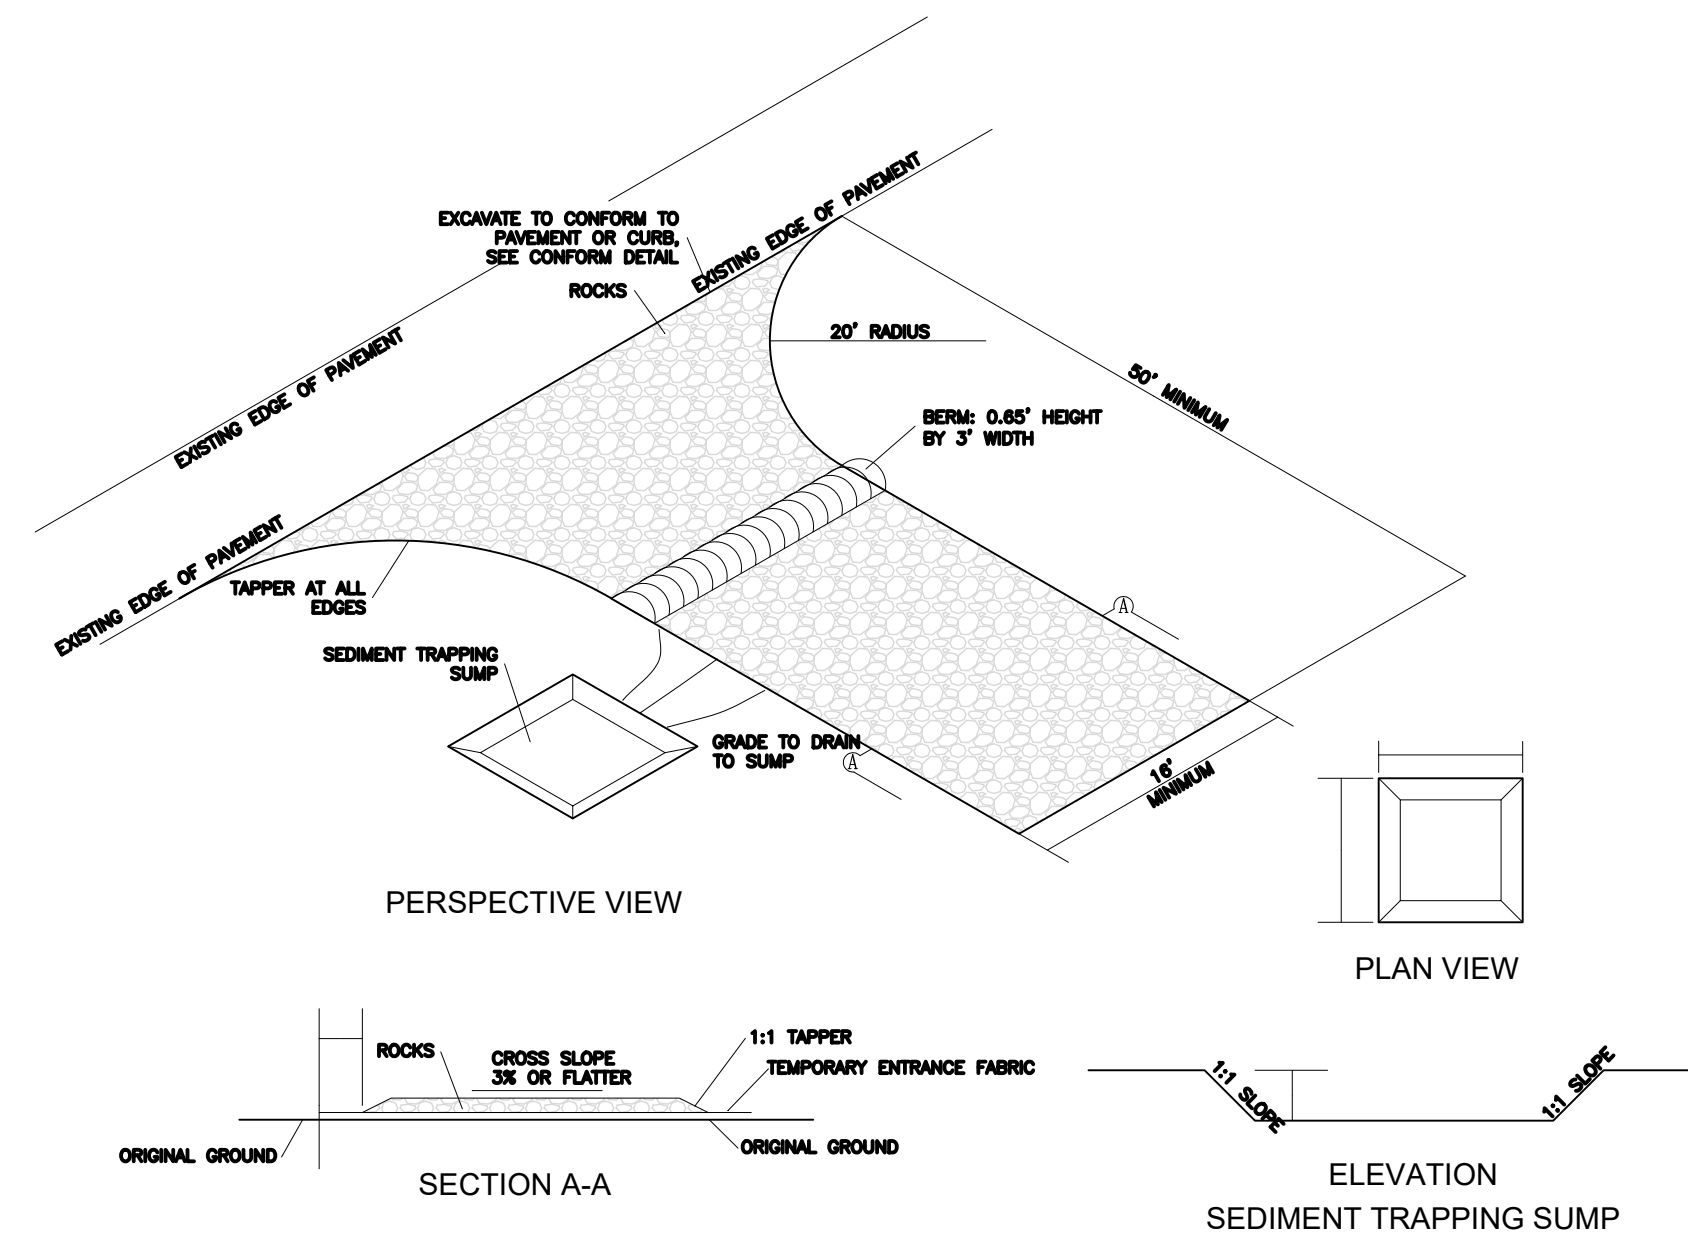 EXISTING EDGE OF PAVEMENT
EXCAVATE TO CONFORM TO
PAVEMENT OR CURB,
SEE CONFORM DETAIL
ROCKS
20' RADIUS
EXISTING EDGE OF PAVEMENT
50' MINIMUM
BERM: 0.65' HEIGHT
BY 3' WIDTH
EXISTING EDGE OF PAVEMENT
TAPPER AT ALL
EDGES
A
SEDIMENT TRAPPING
SUMP
GRADE TO DRAIN
TO SUMP
A
16'
MINIMUM
PERSPECTIVE VIEW
PLAN VIEW
ROCKS
CROSS SLOPE
3% OR FLATTER
1:1 TAPPER
TEMPORARY ENTRANCE FABRIC
ORIGINAL GROUND
ORIGINAL GROUND
SECTION A-A
1:1 SLOPE
1:1 SLOPE
ELEVATION
SEDIMENT TRAPPING SUMP